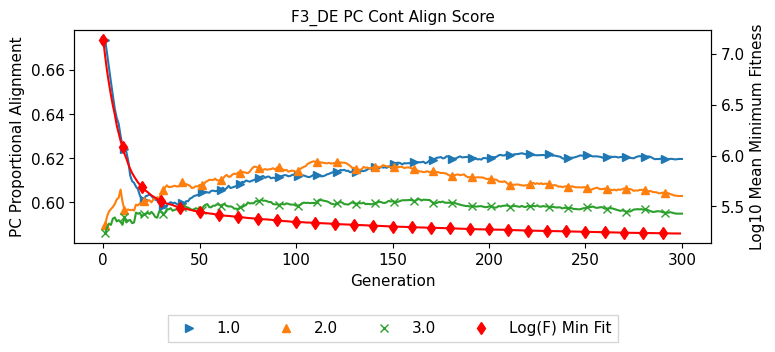 F3_DE PC Cont Align Score
PC Proportional Alignment
0.66
0.64
0.62
0.60
7.0
6.5
6.0
5.5
Log10 Mean Minimum Fitness
0 50 100 150 200 250 300
Generation
1.0 2.0 3.0 Log(F) Min Fit